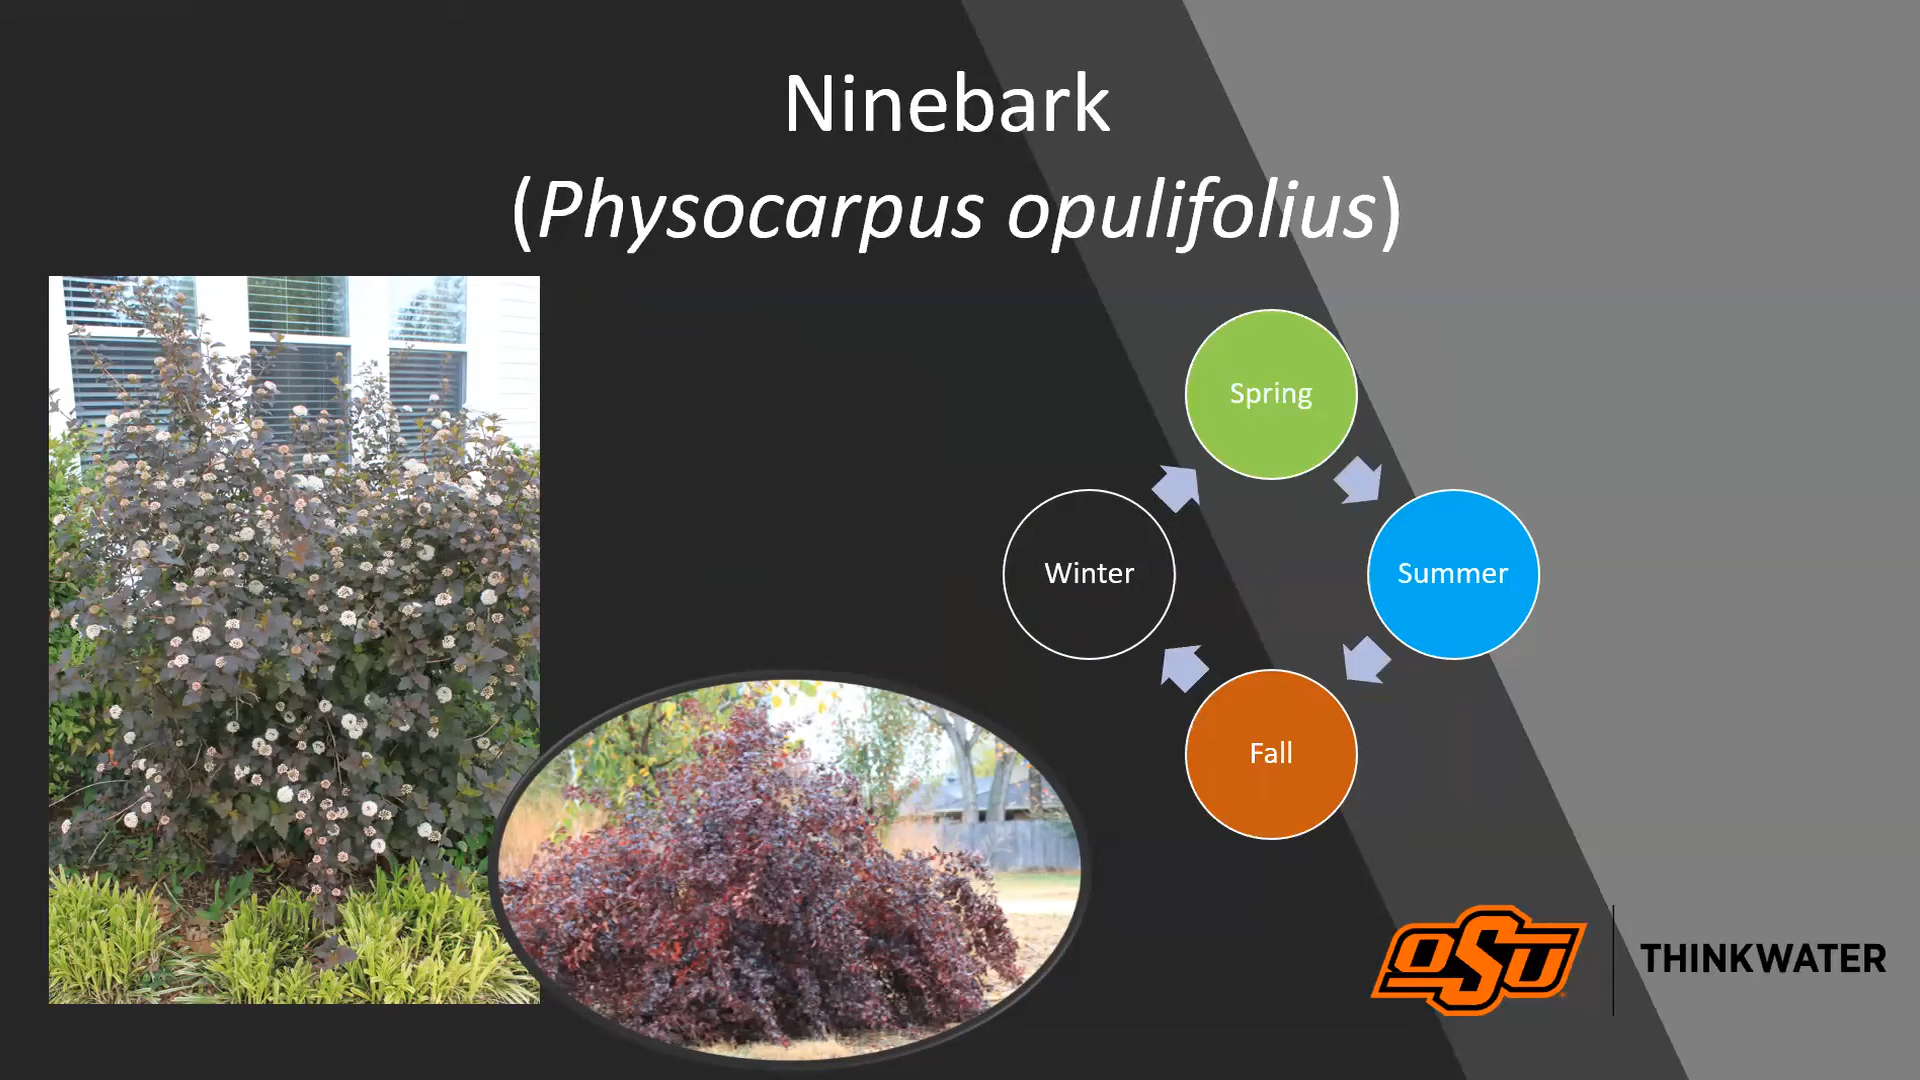 Ninebark
(Physocarpus opulifolius)
Spring
Winter
Summer
Fall
OSU
THINKWATER